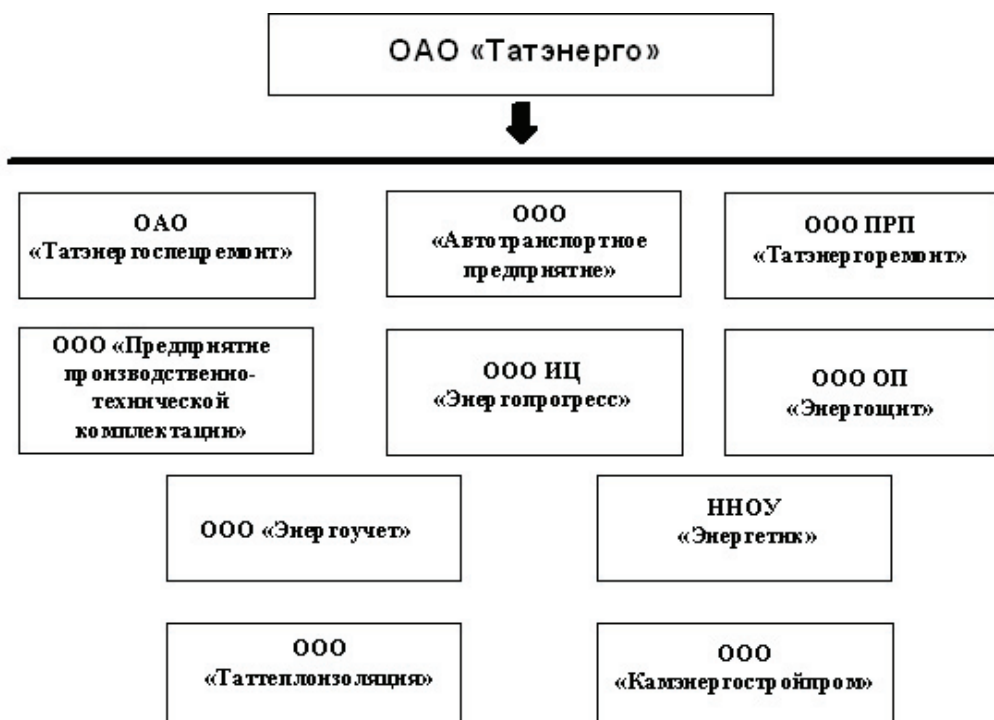 ОАО «Татэнерго»
ОАО
«Татэнергоспецремонт»
ООО
«Автотранспортное
предприятие»
ООО ПРП
«Татэнергоремонт»
ООО «Предприятие
производственно-
технической
комплектации»
ООО ИЦ
«Энергопрогресс»
ООО ОП
«Энергощит»
ООО «Энергоучет»
ННОУ
«Энергетик»
ООО
«Таттеплоизоляция»
ООО
«Камэнергостройпром»